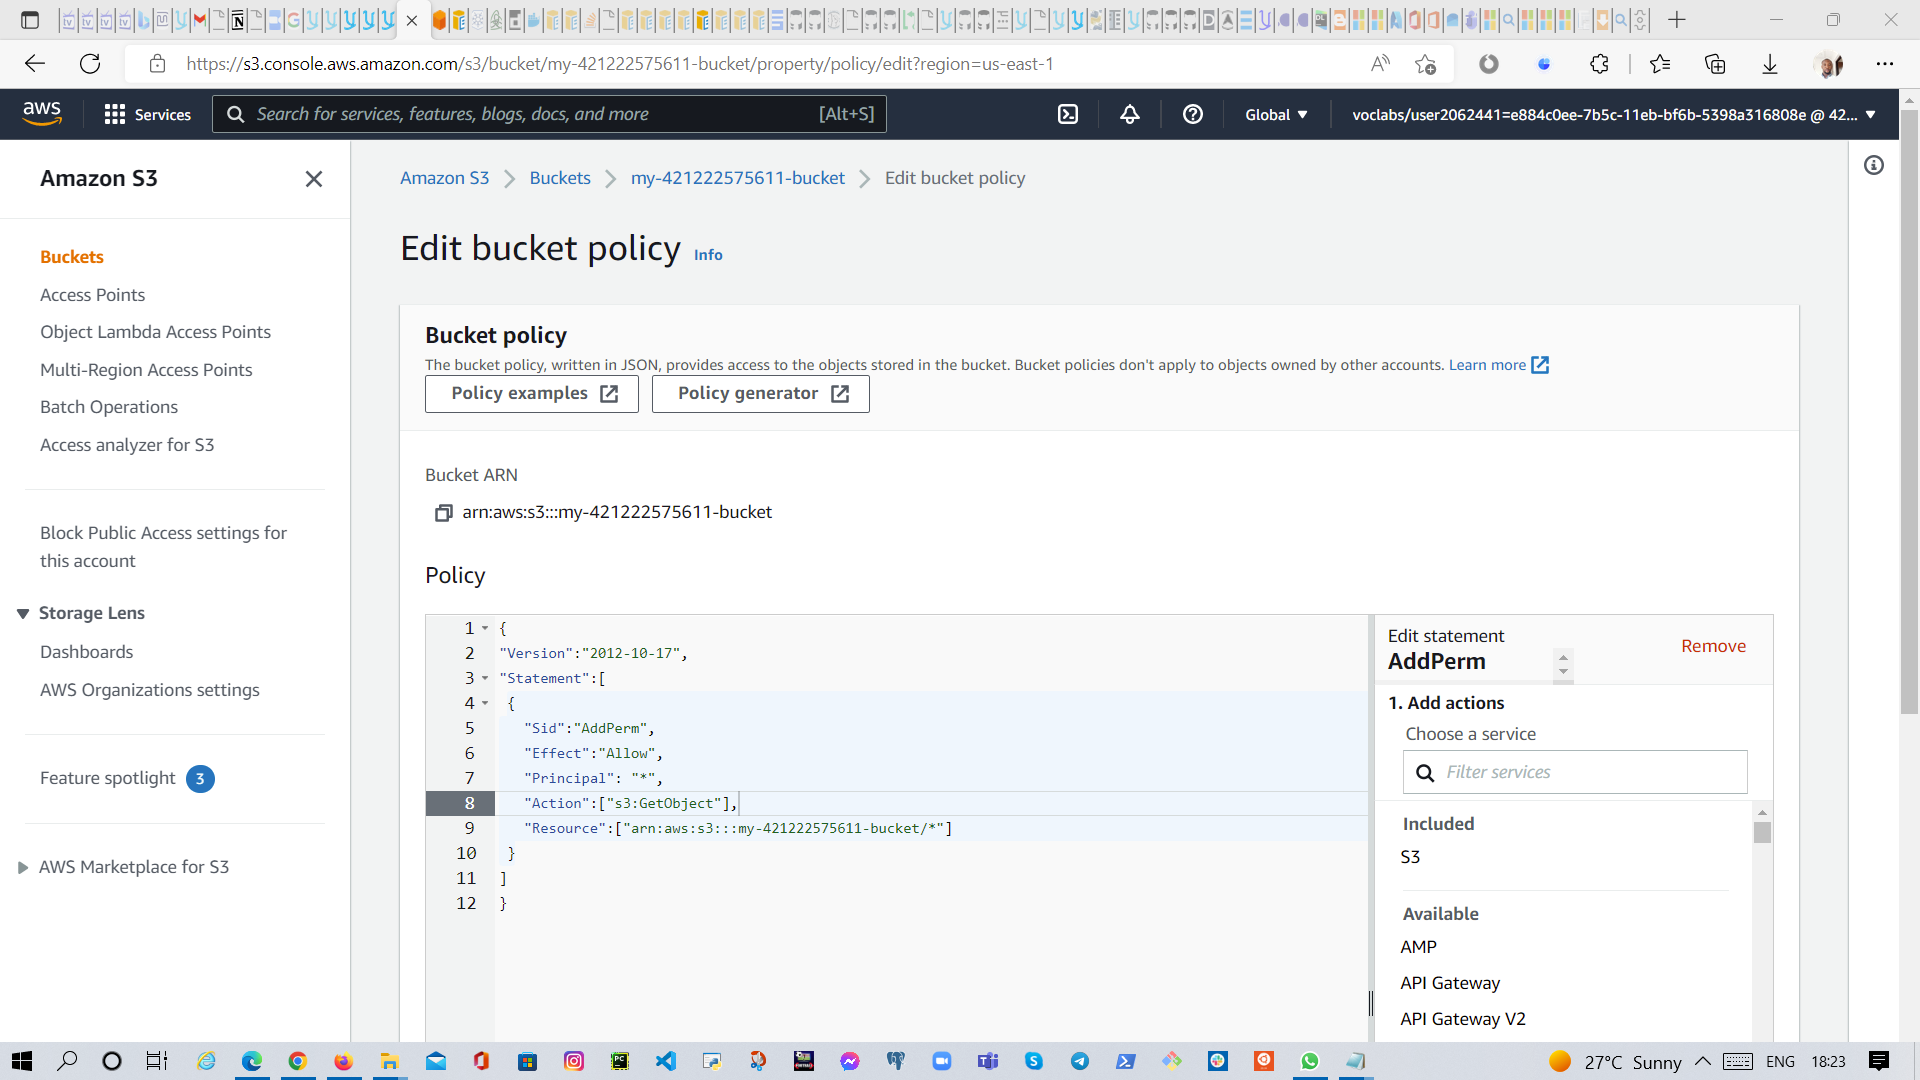 https://s3.console.aws.amazon.com/s3/bucket/my-421222575611-bucket/property/policy/edit?region=us-east-1
aws
Services
Search for services, features, blogs, docs, and more
[Alt+S]
Global
voclabs/user2062441=e884c0ee-7b5c-11eb-bf6b-5398a316808e @ 42...
Amazon S3
Buckets
Access Points
Object Lambda Access Points
Multi-Region Access Points
Batch Operations
Access analyzer for S3
Block Public Access settings for
this account
Storage Lens
Dashboards
AWS Organizations settings
Feature spotlight 3
AWS Marketplace for S3
Amazon S3 > Buckets > my-421222575611-bucket > Edit bucket policy
Edit bucket policy Info
Bucket policy
The bucket policy, written in JSON, provides access to the objects stored in the bucket. Bucket policies don't apply to objects owned by other accounts. Learn more
Policy examples
Policy generator
Bucket ARN
arn:aws:s3:::my-421222575611-bucket
Policy
1 {
2 "Version":"2012-10-17",
3 "Statement":[
4 {
5 "Sid":"AddPerm",
6 "Effect":"Allow",
7 "Principal": "*",
8 "Action":["s3:GetObject"],
9 "Resource":["arn:aws:s3:::my-421222575611-bucket/*"]
10 }
11 ]
12 }
Edit statement
AddPerm
Remove
1. Add actions
Choose a service
Filter services
Included
S3
Available
AMP
API Gateway
API Gateway V2
27°C Sunny
ENG
18:23